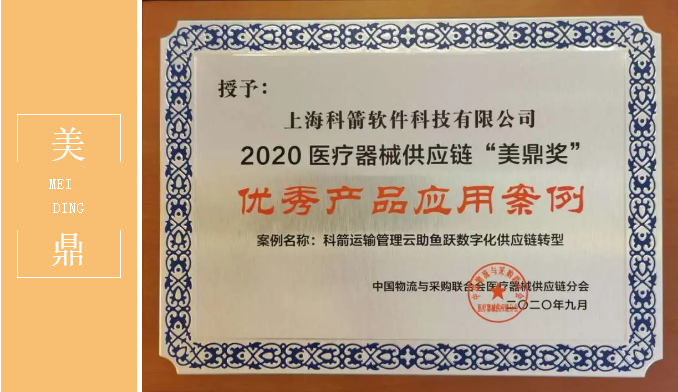 美
MEI
DING
鼎
授予：
上海科箭软件科技有限公司
2020 医疗器械供应链“美鼎奖”
优秀产品应用案例
案例名称：科箭运输管理云助鱼跃数字化供应链转型
中国物流与采购联合会医疗器械供应链分会
二〇二〇年九月